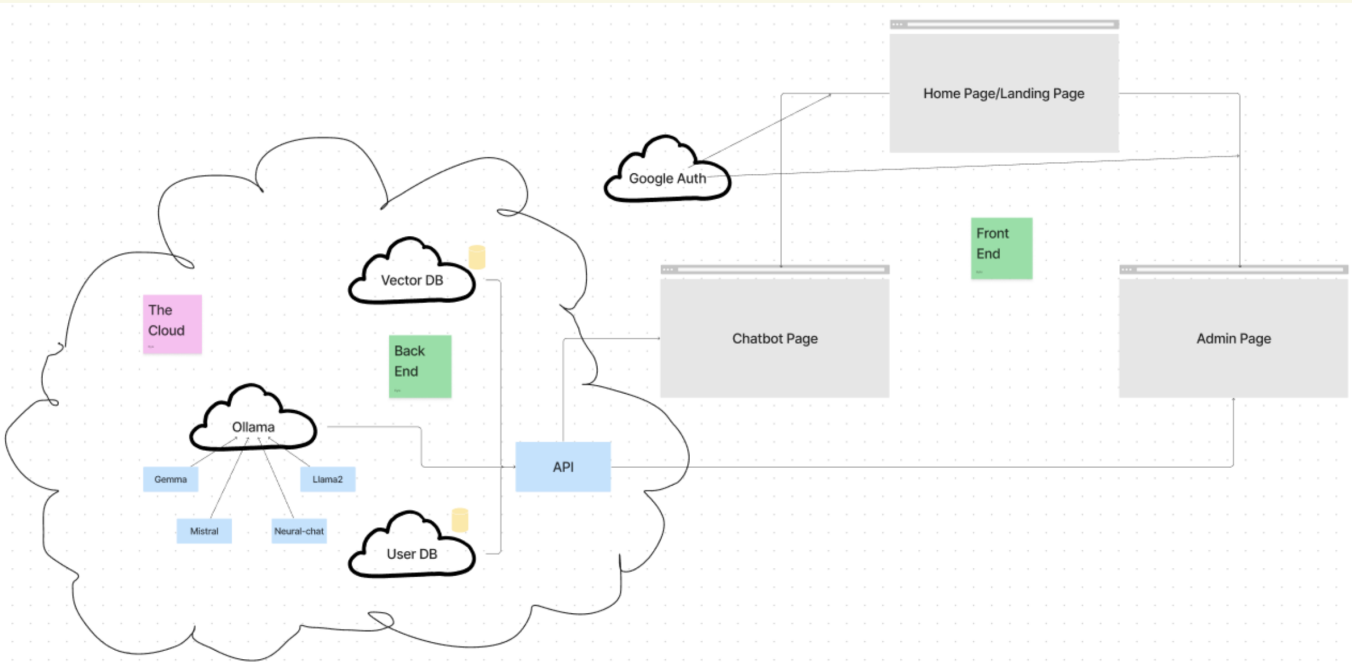 Home Page/Landing Page
Google Auth
Front
End
...
Vector DB
The
Cloud
...
Back
End
...
Chatbot Page
Admin Page
Ollama
API
Gemma
Llama2
Mistral
Neural-chat
User DB